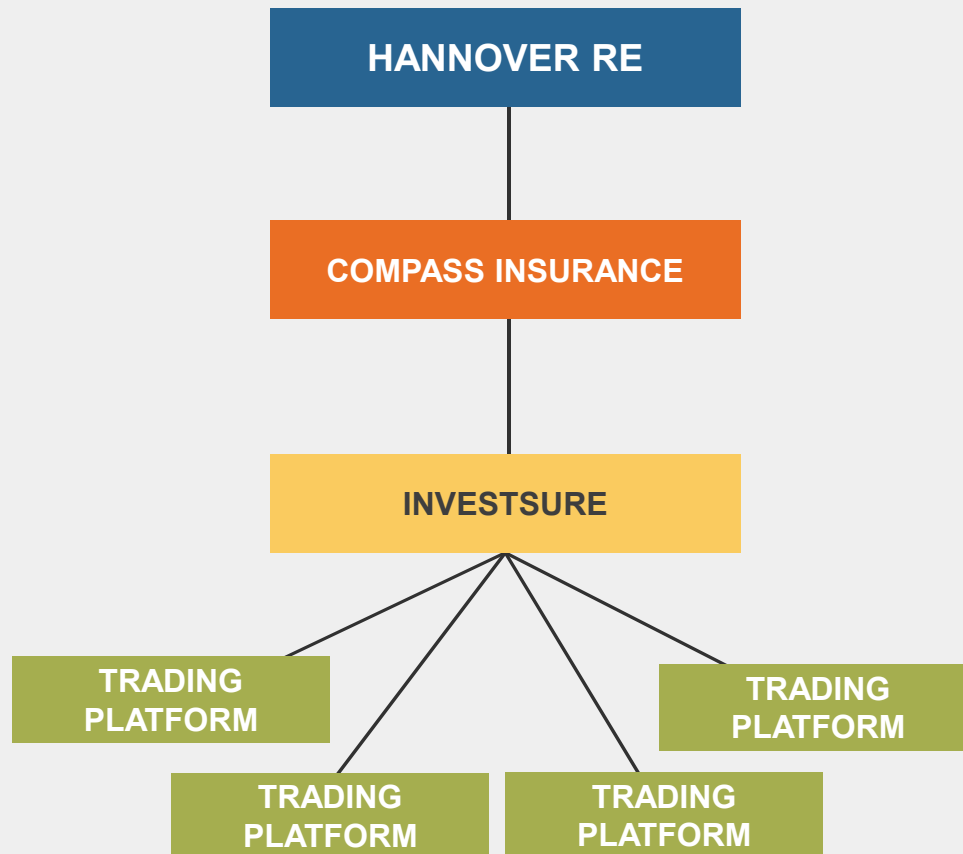 HANNOVER RE
COMPASS INSURANCE
INVESTSURE
TRADING
PLATFORM
TRADING
PLATFORM
TRADING
PLATFORM
TRADING
PLATFORM